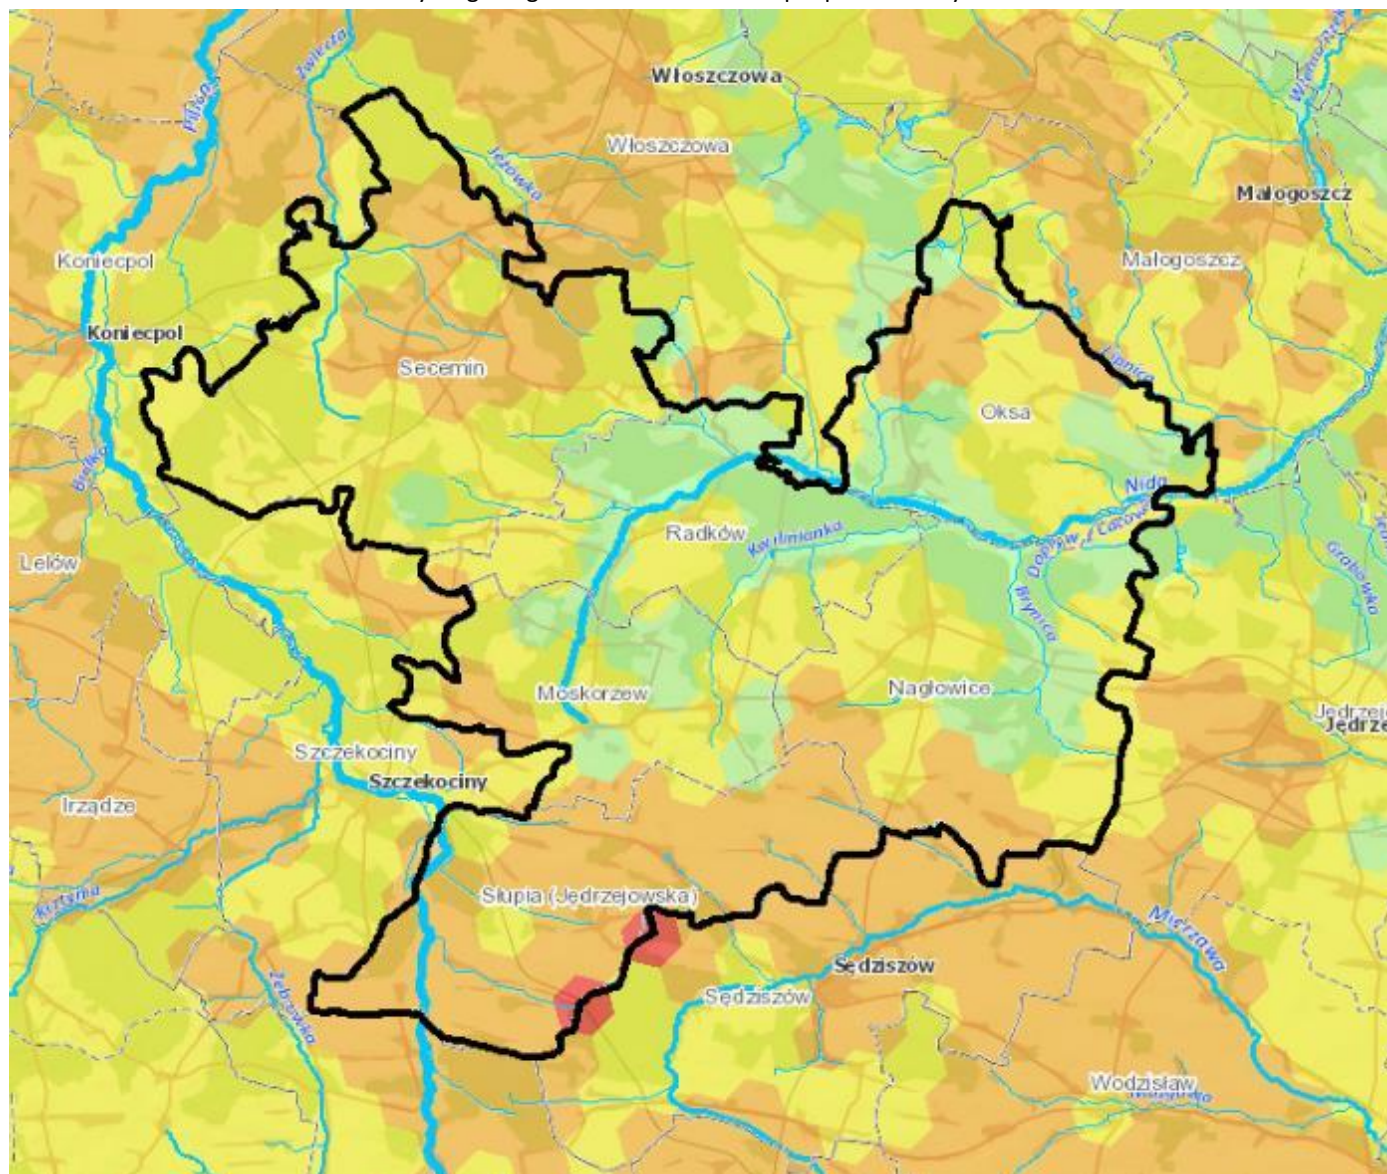 Zwlecza
Pilica
Włoszczowa
Włoszczowa
Jeżówka
Małogoszcz
Koniecpol
Małogoszcz
Koniecpol
Secemin
Lipnica
Oksa
Białka
Nida
Radków
Kwilinianka
Lelów
Brynica
Grabówka
Moskorzew
Nagłowice
Szczekociny
Szczekociny
Irządze
Słupia (Jędrzejowska)
Krztynia
Mierzawa
Sędziszów
Sędziszów
Żebrówka
Wodzisław